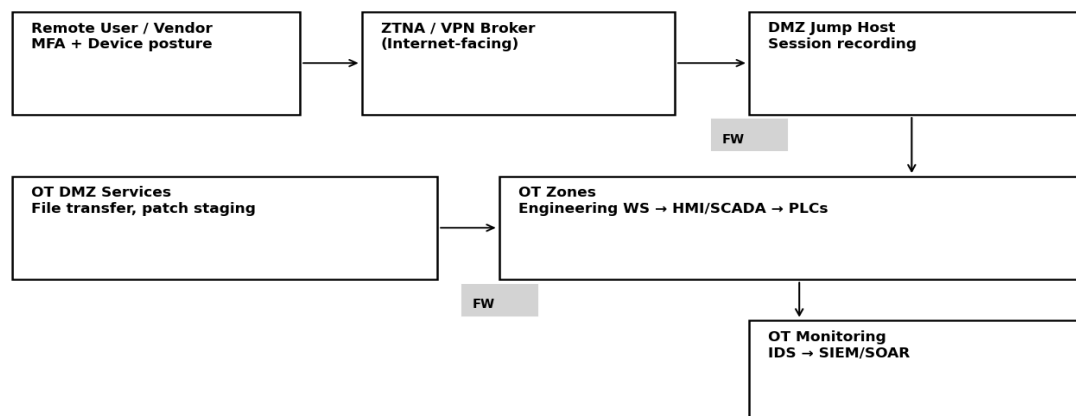 Remote User / Vendor
MFA + Device posture
ZTNA / VPN Broker
(Internet-facing)
DMZ Jump Host
Session recording
FW
OT DMZ Services
File transfer, patch staging
OT Zones
Engineering WS → HMI/SCADA → PLCs
FW
OT Monitoring
IDS → SIEM/SOAR